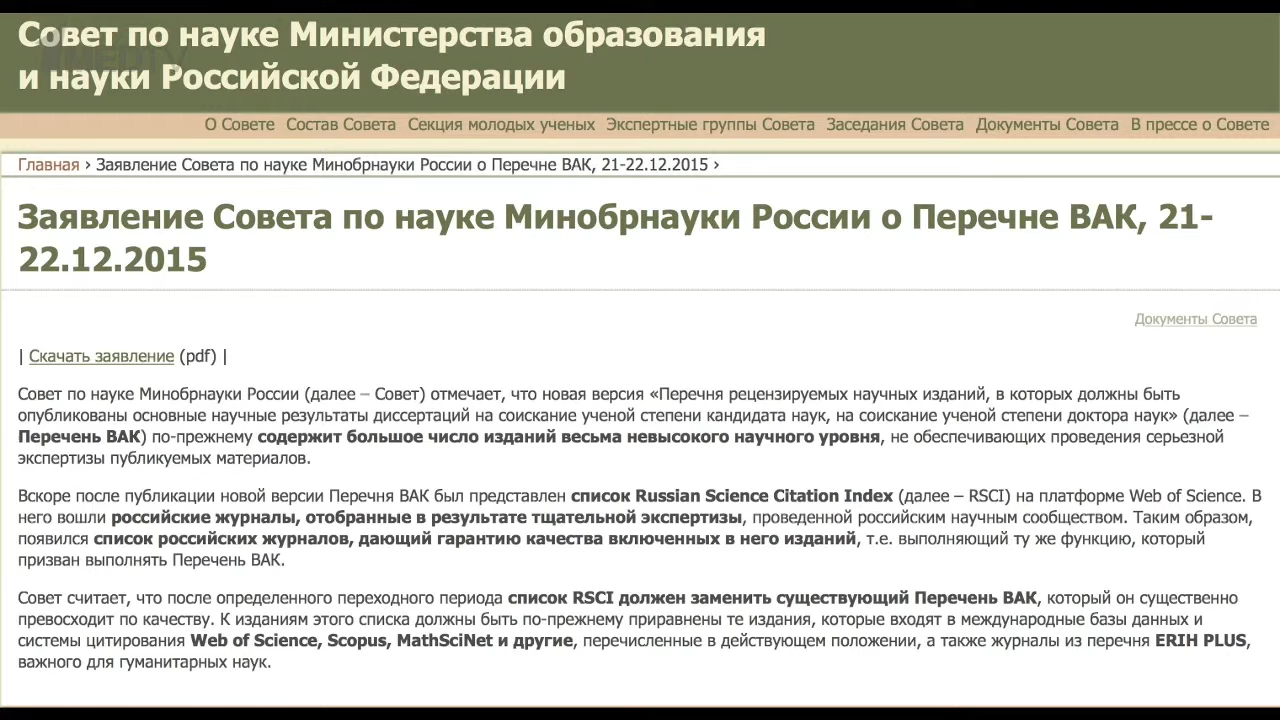 Совет по науке Министерства образования
и науки Российской Федерации
О Совете Состав Совета Секция молодых ученых Экспертные группы Совета Заседания Совета Документы Совета В прессе о Совете
Главная › Заявление Совета по науке Минобрнауки России о Перечне ВАК, 21-22.12.2015 ›
Заявление Совета по науке Минобрнауки России о Перечне ВАК, 21-
22.12.2015
Документы Совета
| Скачать заявление (pdf) |
Совет по науке Минобрнауки России (далее – Совет) отмечает, что новая версия «Перечня рецензируемых научных изданий, в которых должны быть
опубликованы основные научные результаты диссертаций на соискание ученой степени кандидата наук, на соискание ученой степени доктора наук» (далее –
Перечень ВАК) по-прежнему содержит большое число изданий весьма невысокого научного уровня, не обеспечивающих проведения серьезной
экспертизы публикуемых материалов.
Вскоре после публикации новой версии Перечня ВАК был представлен список Russian Science Citation Index (далее – RSCI) на платформе Web of Science. В
него вошли российские журналы, отобранные в результате тщательной экспертизы, проведенной российским научным сообществом. Таким образом,
появился список российских журналов, дающий гарантию качества включенных в него изданий, т.е. выполняющий ту же функцию, который
призван выполнять Перечень ВАК.
Совет считает, что после определенного переходного периода список RSCI должен заменить существующий Перечень ВАК, который он существенно
превосходит по качеству. К изданиям этого списка должны быть по-прежнему приравнены те издания, которые входят в международные базы данных и
системы цитирования Web of Science, Scopus, MathSciNet и другие, перечисленные в действующем положении, а также журналы из перечня ERIH PLUS,
важного для гуманитарных наук.